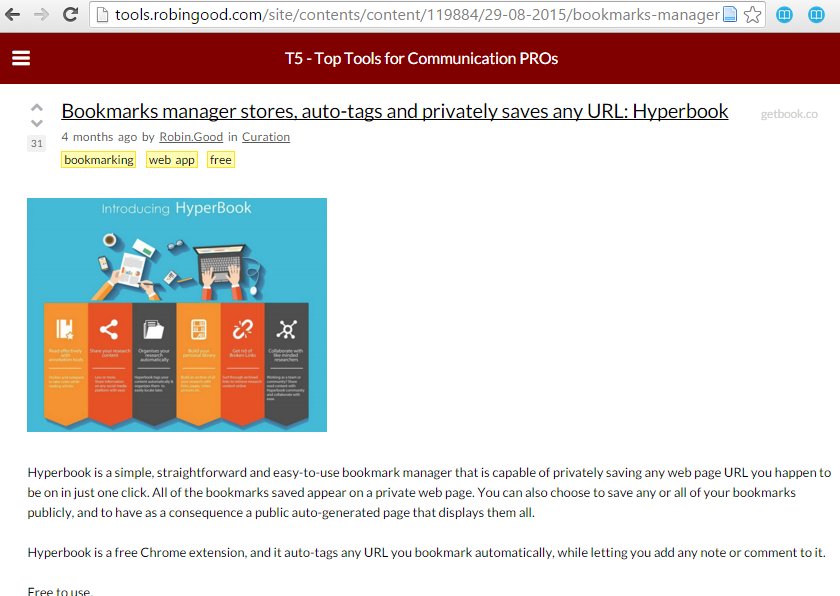 tools.robingood.com/site/contents/content/119884/29-08-2015/bookmarks-manager
T5 - Top Tools for Communication PROs
Bookmarks manager stores, auto-tags and privately saves any URL: Hyperbook
getbook.co
4 months ago by Robin.Good in Curation
31
bookmarking web app free
Introducing HyperBook
Read effectively with annotation tools
Share your research content
Organises your research automatically
Build your personal library
Get rid of Broken Links
Collaborate with like minded researchers
Hyperbook is a simple, straightforward and easy-to-use bookmark manager that is capable of privately saving any web page URL you happen to
be on in just one click. All of the bookmarks saved appear on a private web page. You can also choose to save any or all of your bookmarks
publicly, and to have as a consequence a public auto-generated page that displays them all.
Hyperbook is a free Chrome extension, and it auto-tags any URL you bookmark automatically, while letting you add any note or comment to it.
Free to use.